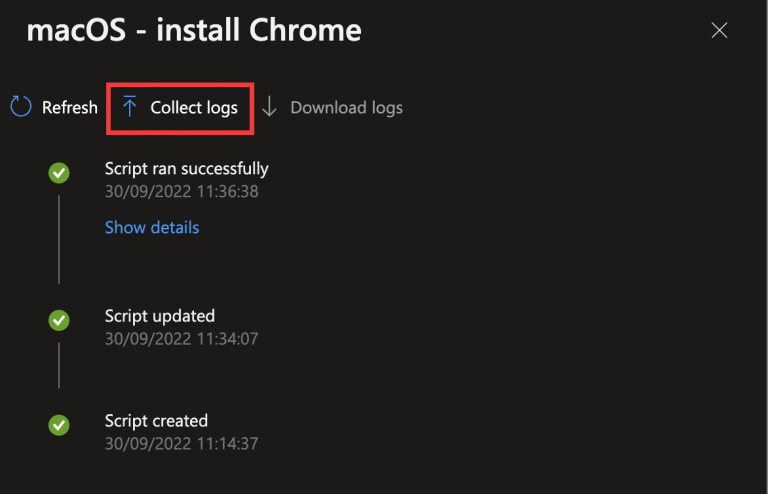 macOS - install Chrome
Refresh Collect logs Download logs
Script ran successfully
30/09/2022 11:36:38
Show details
Script updated
30/09/2022 11:34:07
Script created
30/09/2022 11:14:37